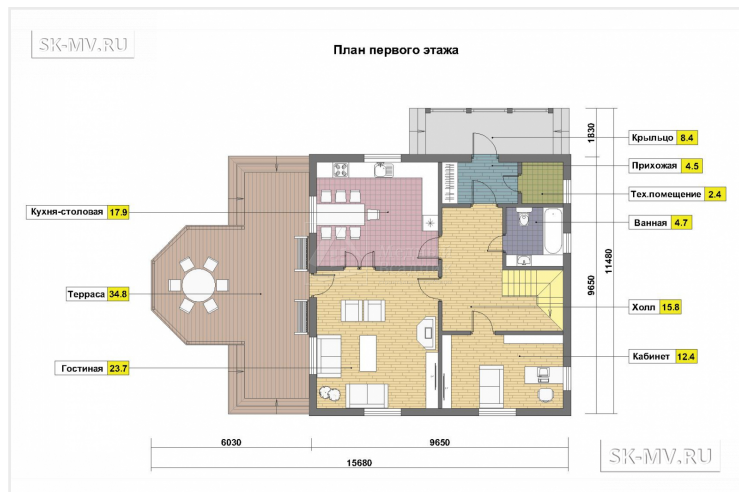 SK-MV.RU
План первого этажа
1830
Крыльцо 8.4
Прихожая 4.5
Тех.помещение 2.4
Кухня-столовая 17.9
Ванная 4.7
11480
9650
Терраса 34.8
Холл 15.8
Гостиная 23.7
Кабинет 12.4
6030
9650
15680
SK-MV.RU